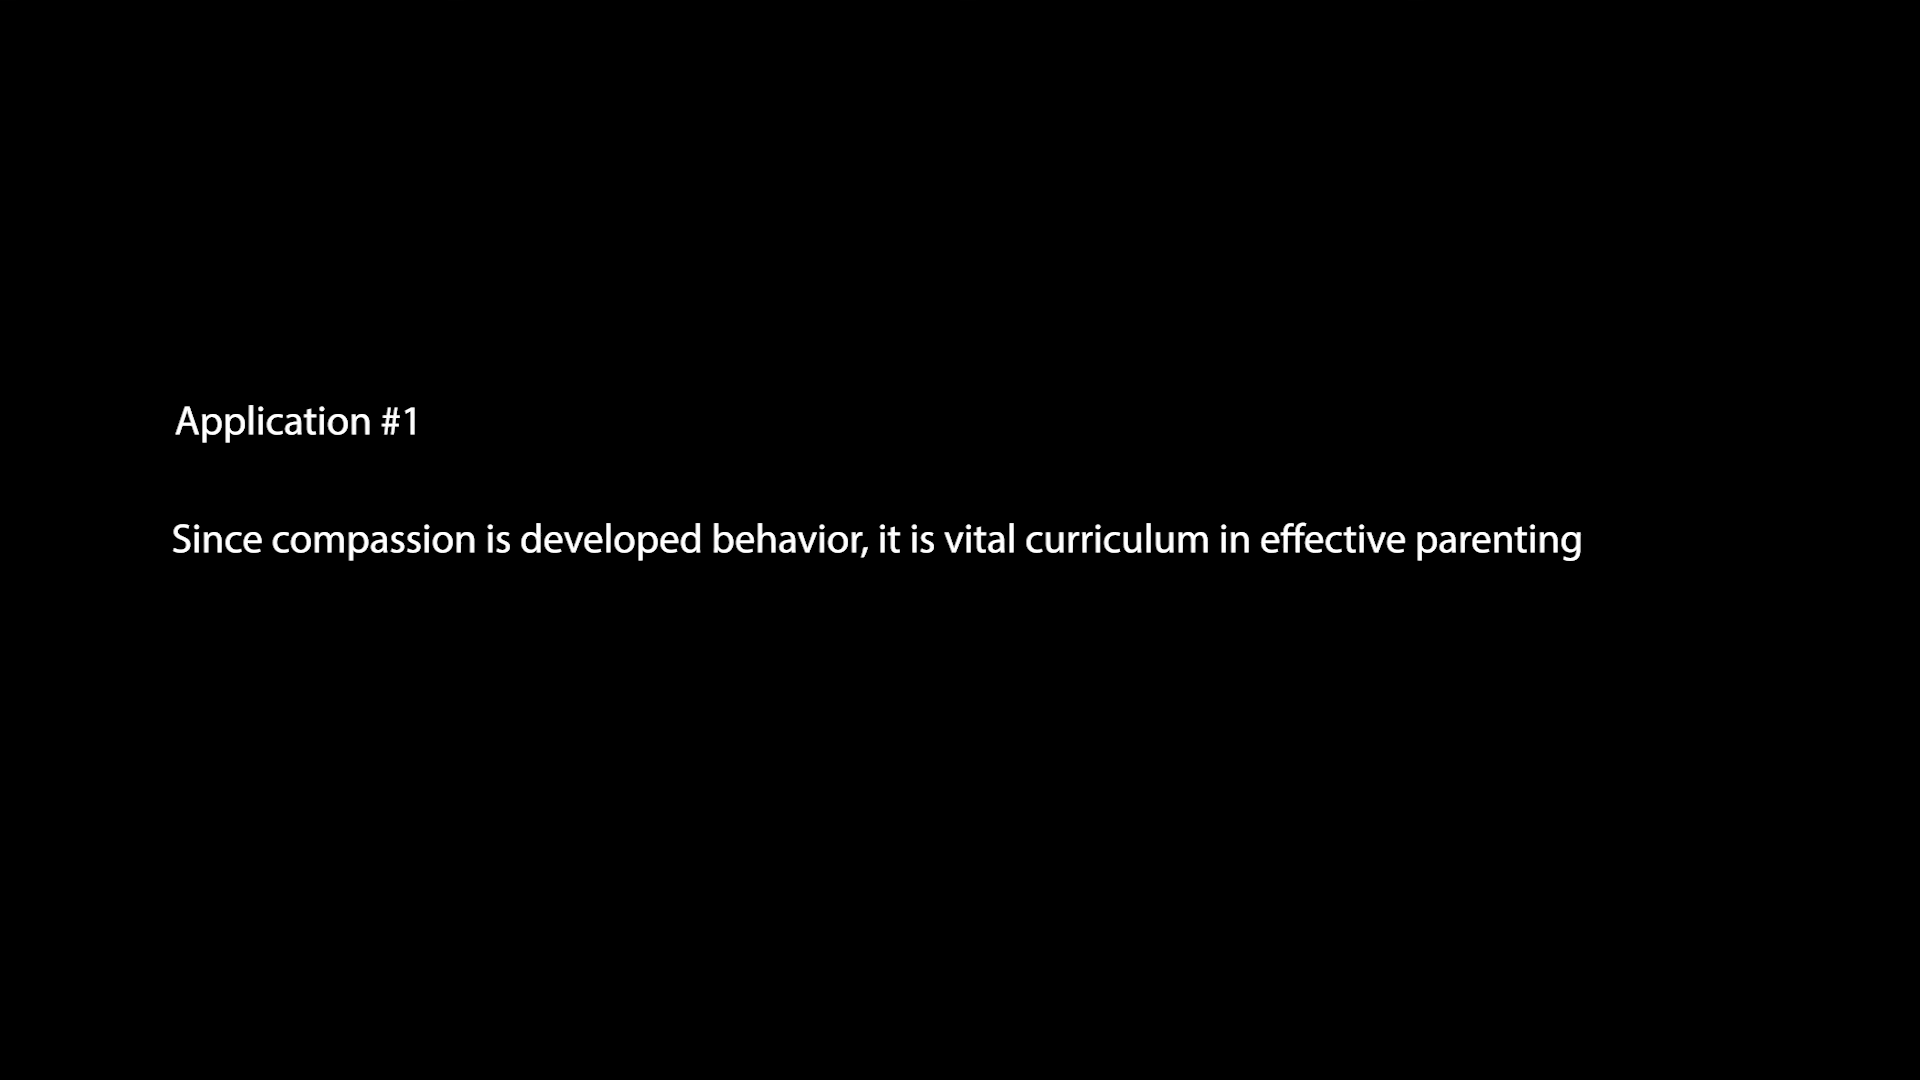 Application #1
Since compassion is developed behavior, it is vital curriculum in effective parenting